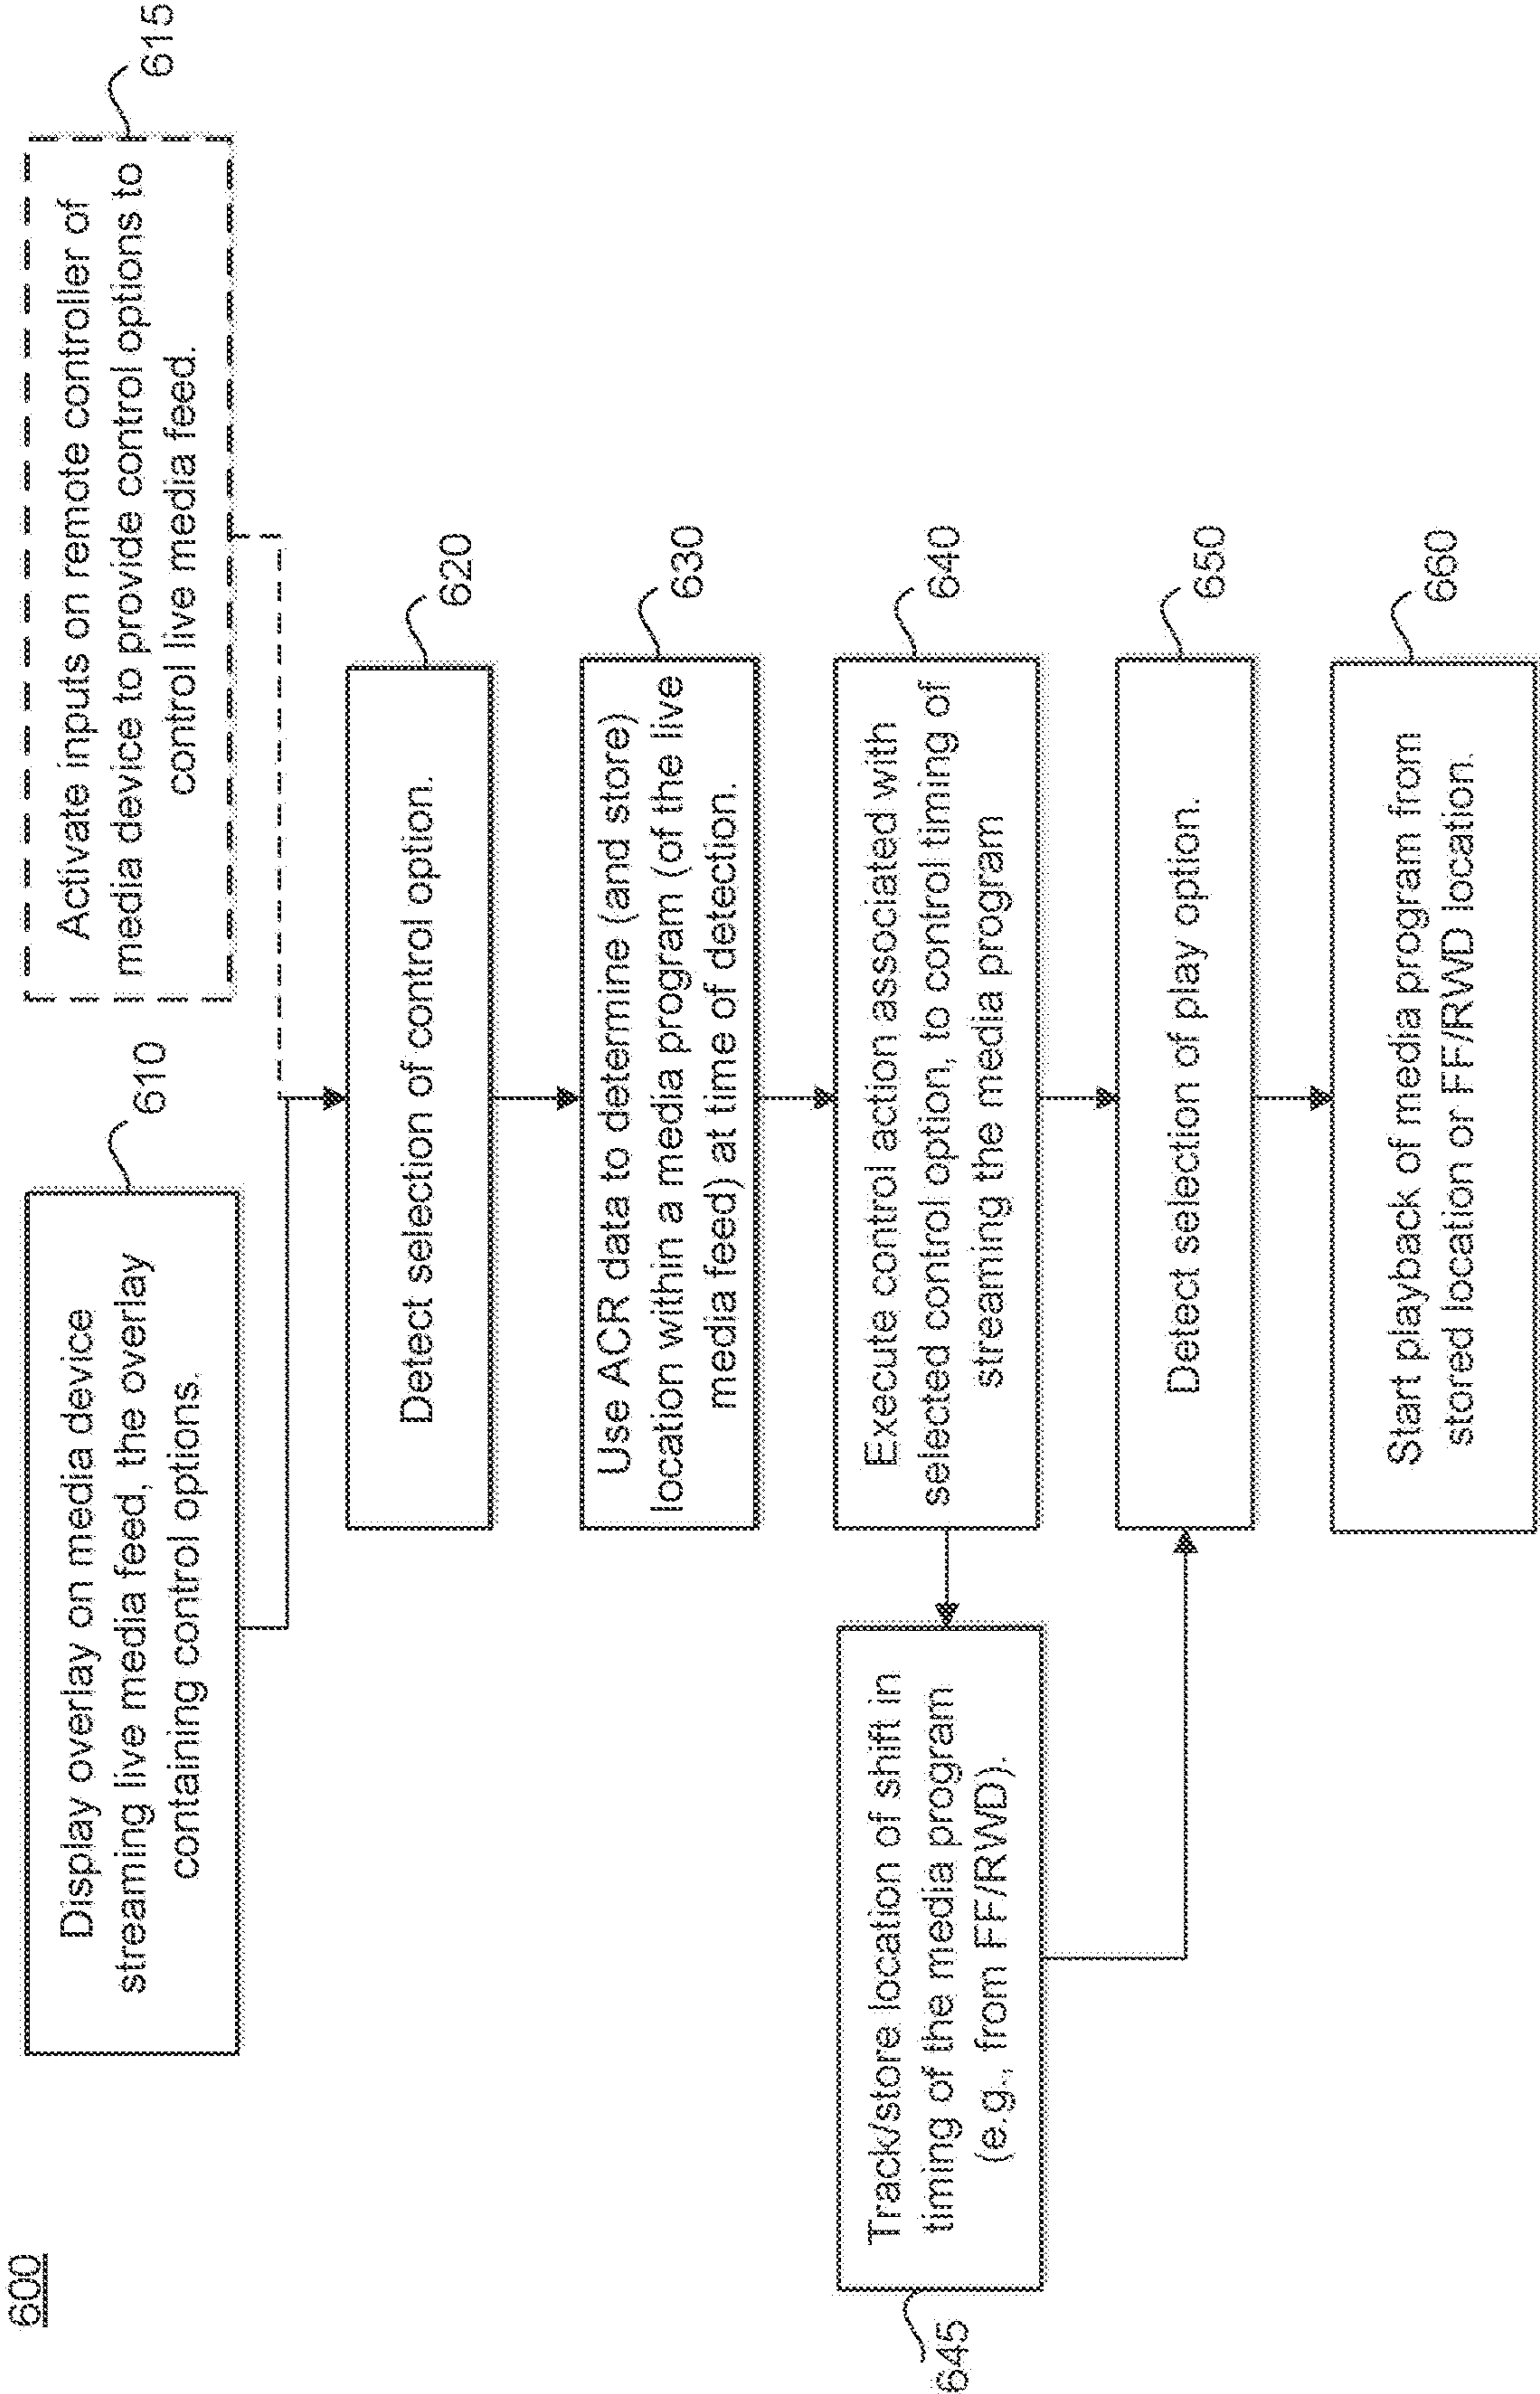 600
Display overlay on media device
streaming live media feed, the overlay
containing control options.
610
Activate inputs on remote controller of
media device to provide control options to
control live media feed.
615
Detect selection of control option.
620
Use ACR data to determine (and store)
location within a media program (of the live
media feed) at time of detection.
630
Execute control action associated with
selected control option, to control timing of
streaming the media program
640
Track/store location of shift in
timing of the media program
(e.g., from FF/RWD).
645
Detect selection of play option.
650
Start playback of media program from
stored location or FF/RWD location.
660